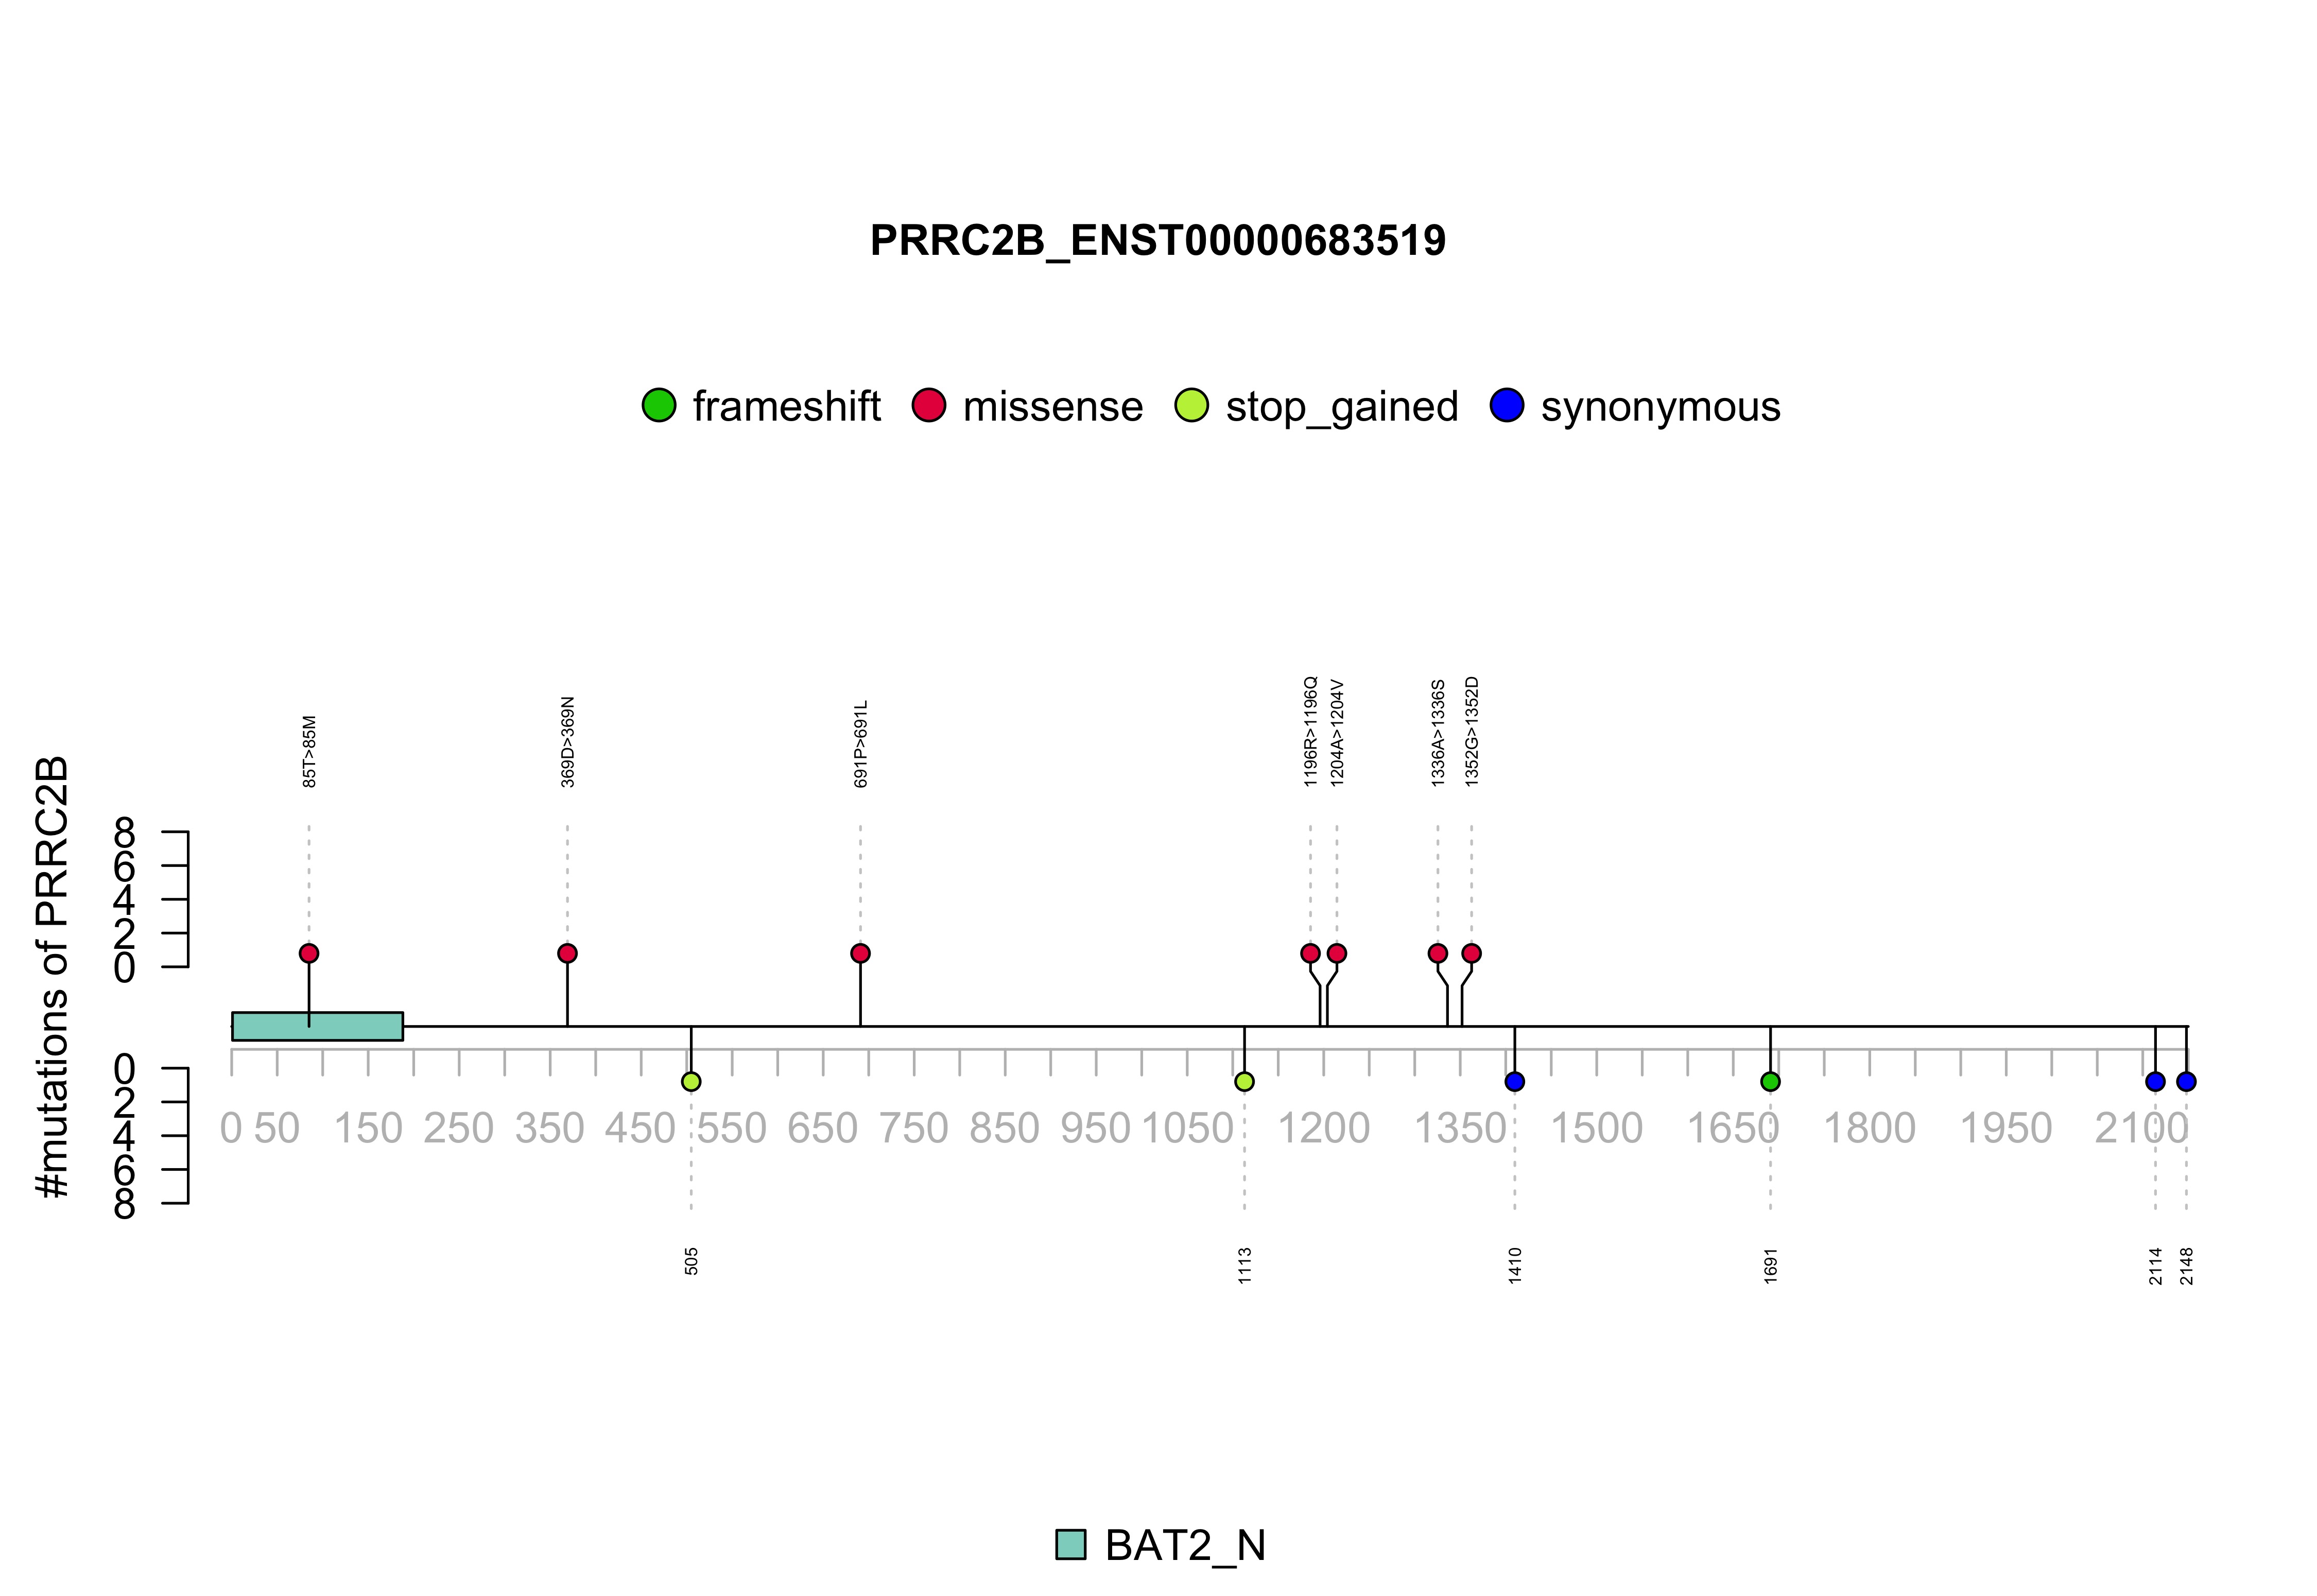 PRRC2B_ENST00000683519
frameshift missense stop_gained synonymous
85T>85M
369D>369N
691P>691L
1196R>1196Q
1204A>1204V
1336A>1336S
1352G>1352D
#mutations of PRRC2B
8
6
4
2
0
0
2
4
6
8
0 50 150 250 350 450 550 650 750 850 950 1050 1200 1350 1500 1650 1800 1950 2100
505
1113
1410
1691
2114
2148
BAT2_N